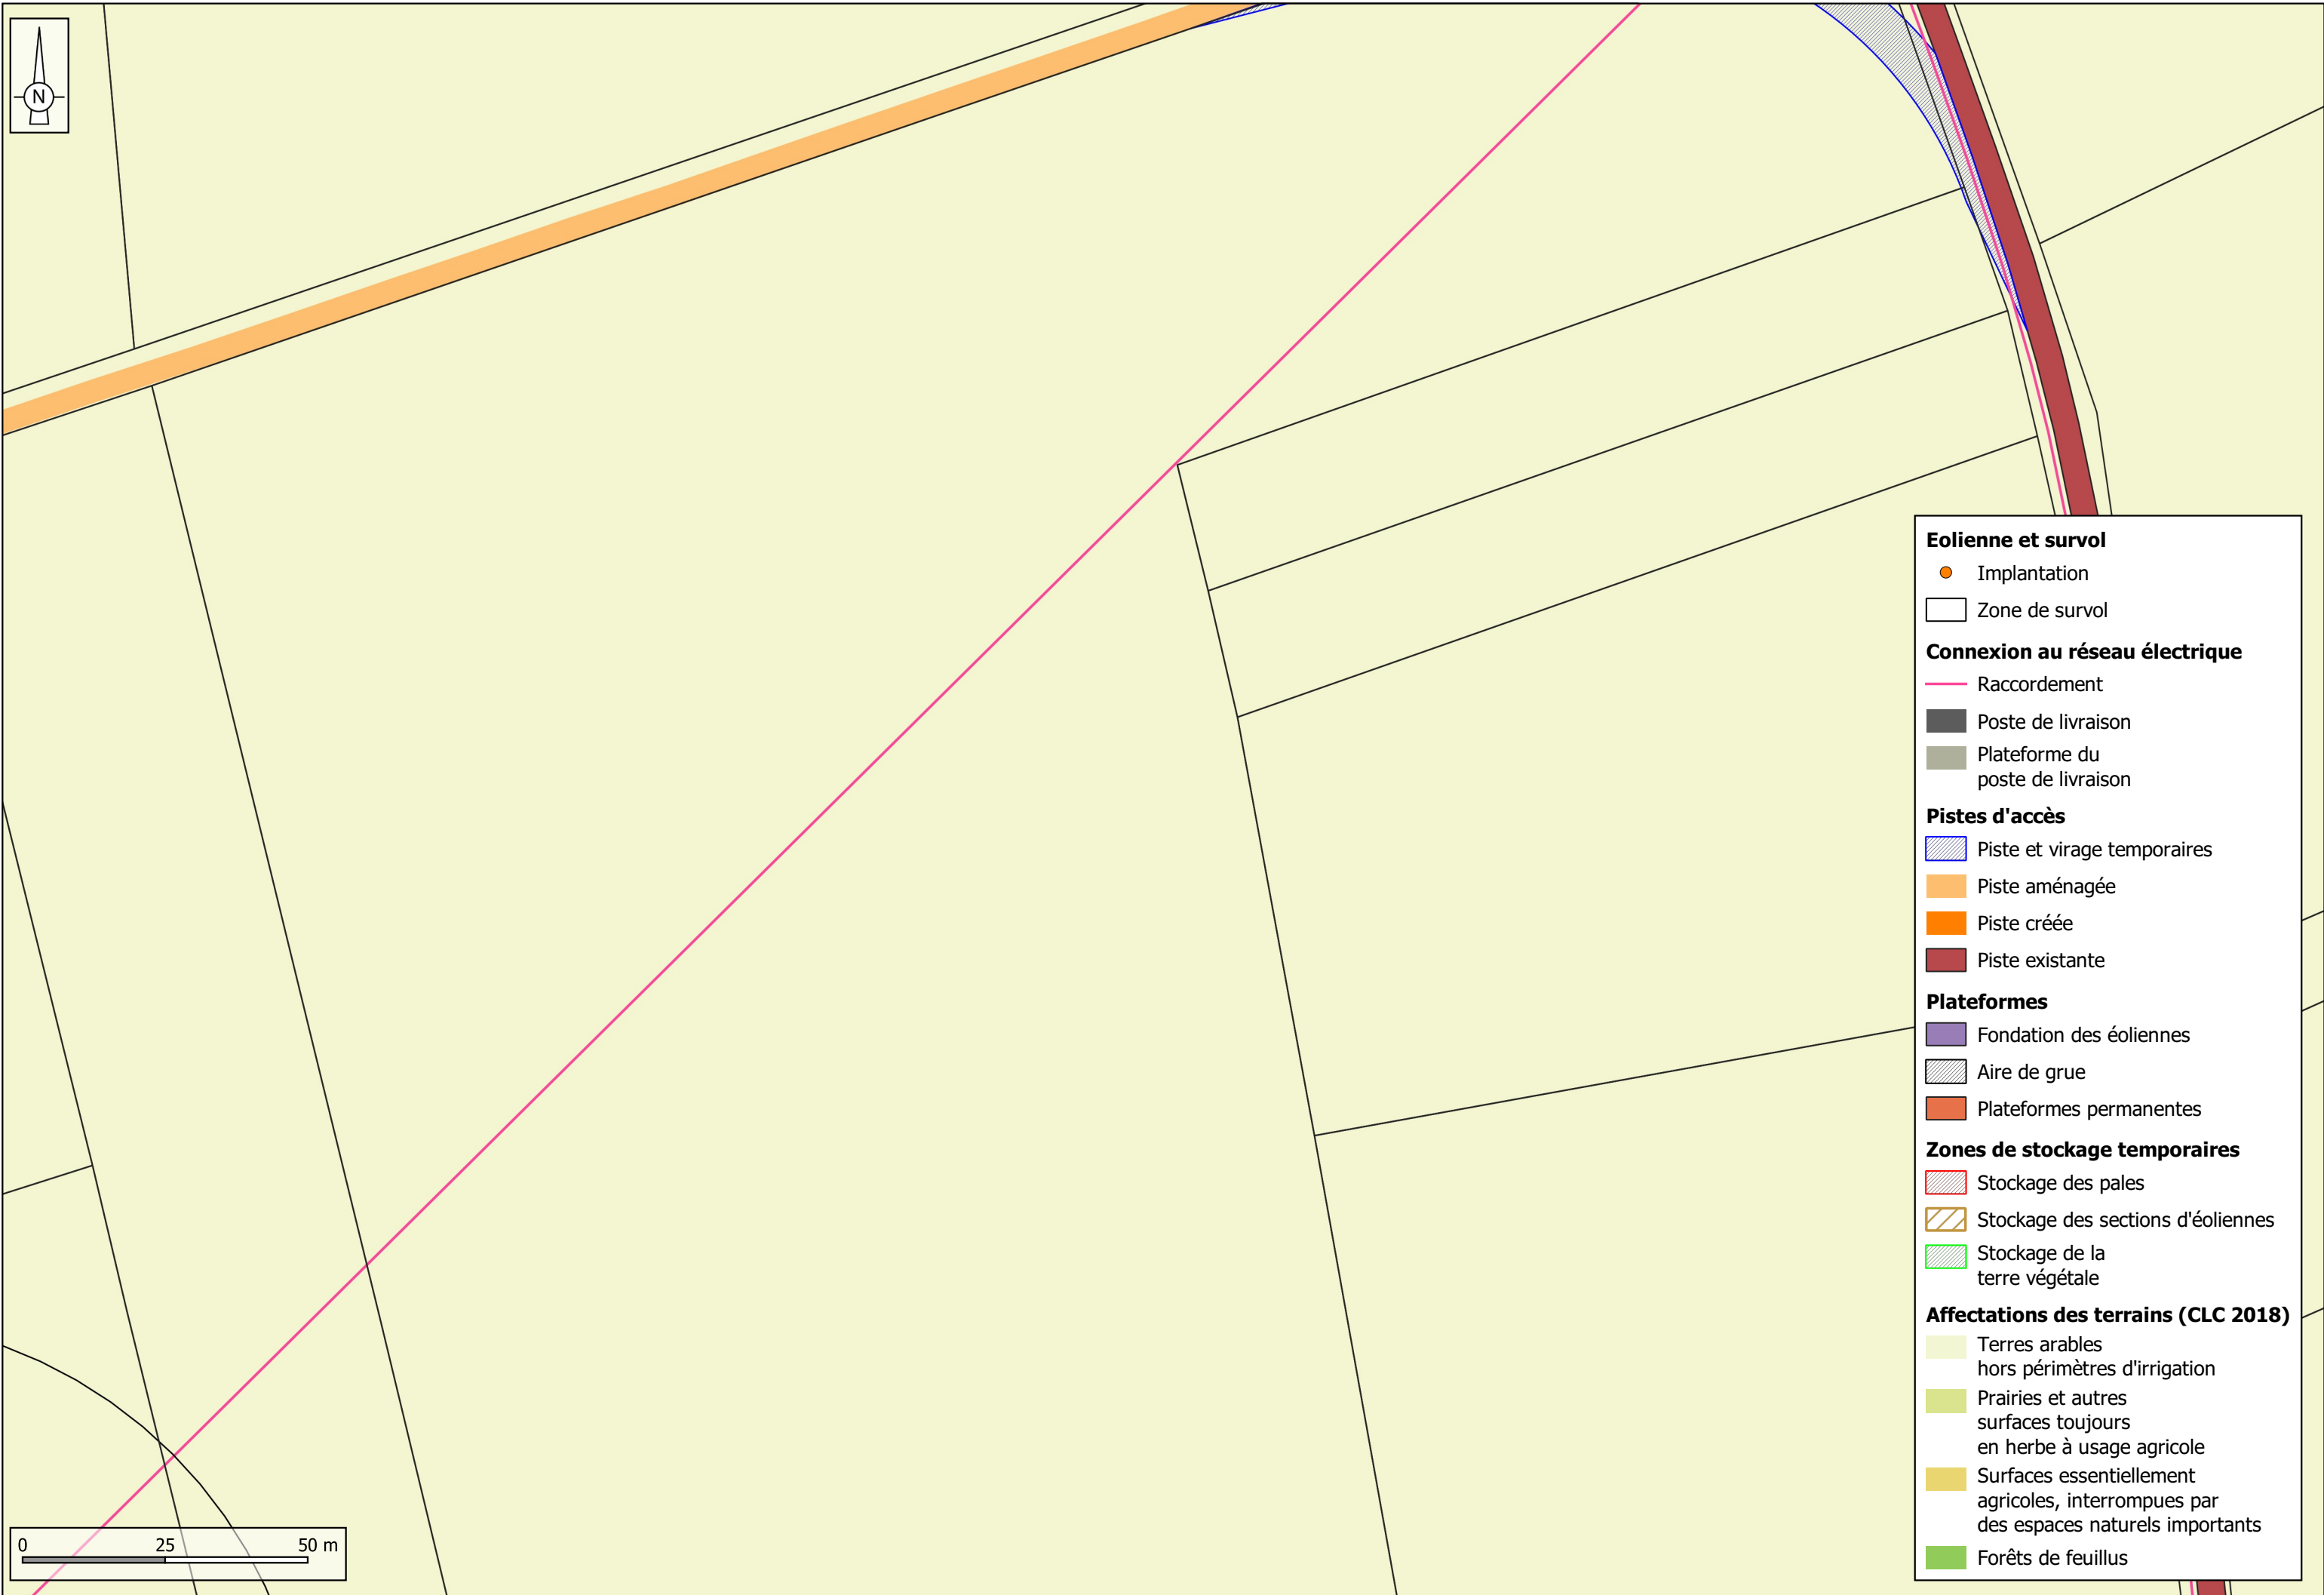 N
Eolienne et survol
Implantation
Zone de survol
Connexion au réseau électrique
Raccordement
Poste de livraison
Plateforme du
poste de livraison
Pistes d'accès
Piste et virage temporaires
Piste aménagée
Piste créée
Piste existante
Plateformes
Fondation des éoliennes
Aire de grue
Plateformes permanentes
Zones de stockage temporaires
Stockage des pales
Stockage des sections d'éoliennes
Stockage de la
terre végétale
Affectations des terrains (CLC 2018)
Terres arables
hors périmètres d'irrigation
Prairies et autres
surfaces toujours
en herbe à usage agricole
Surfaces essentiellement
agricoles, interrompues par
des espaces naturels importants
Forêts de feuillus
0 25 50 m